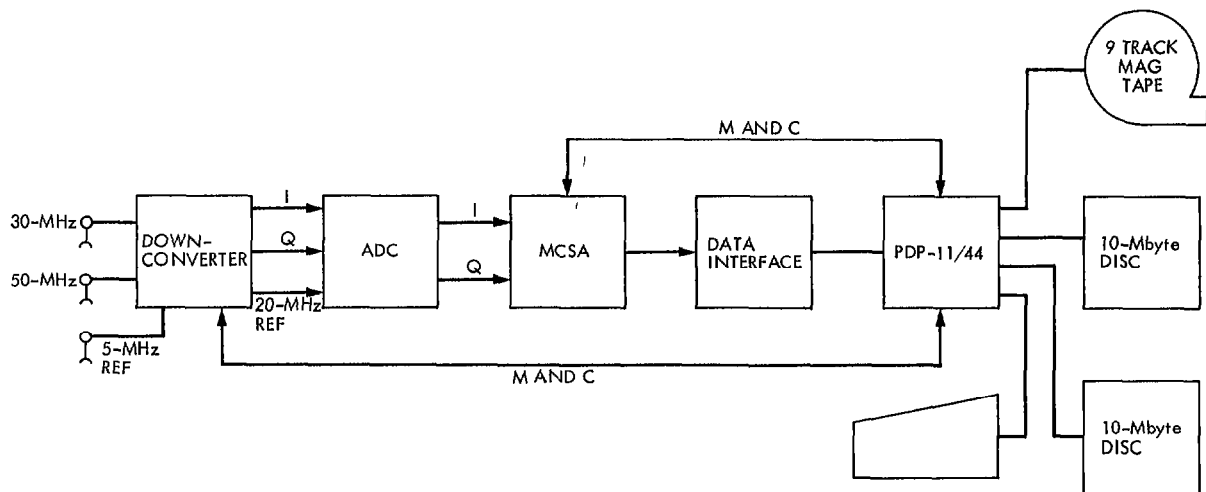 9 TRACK
MAG
TAPE
M AND C
30-MHz
50-MHz
5-MHz
REF
DOWN-
CONVERTER
I
Q
20-MHz
REF
ADC
I
Q
MCSA
DATA
INTERFACE
PDP-11/44
10-Mbyte
DISC
M AND C
10-Mbyte
DISC